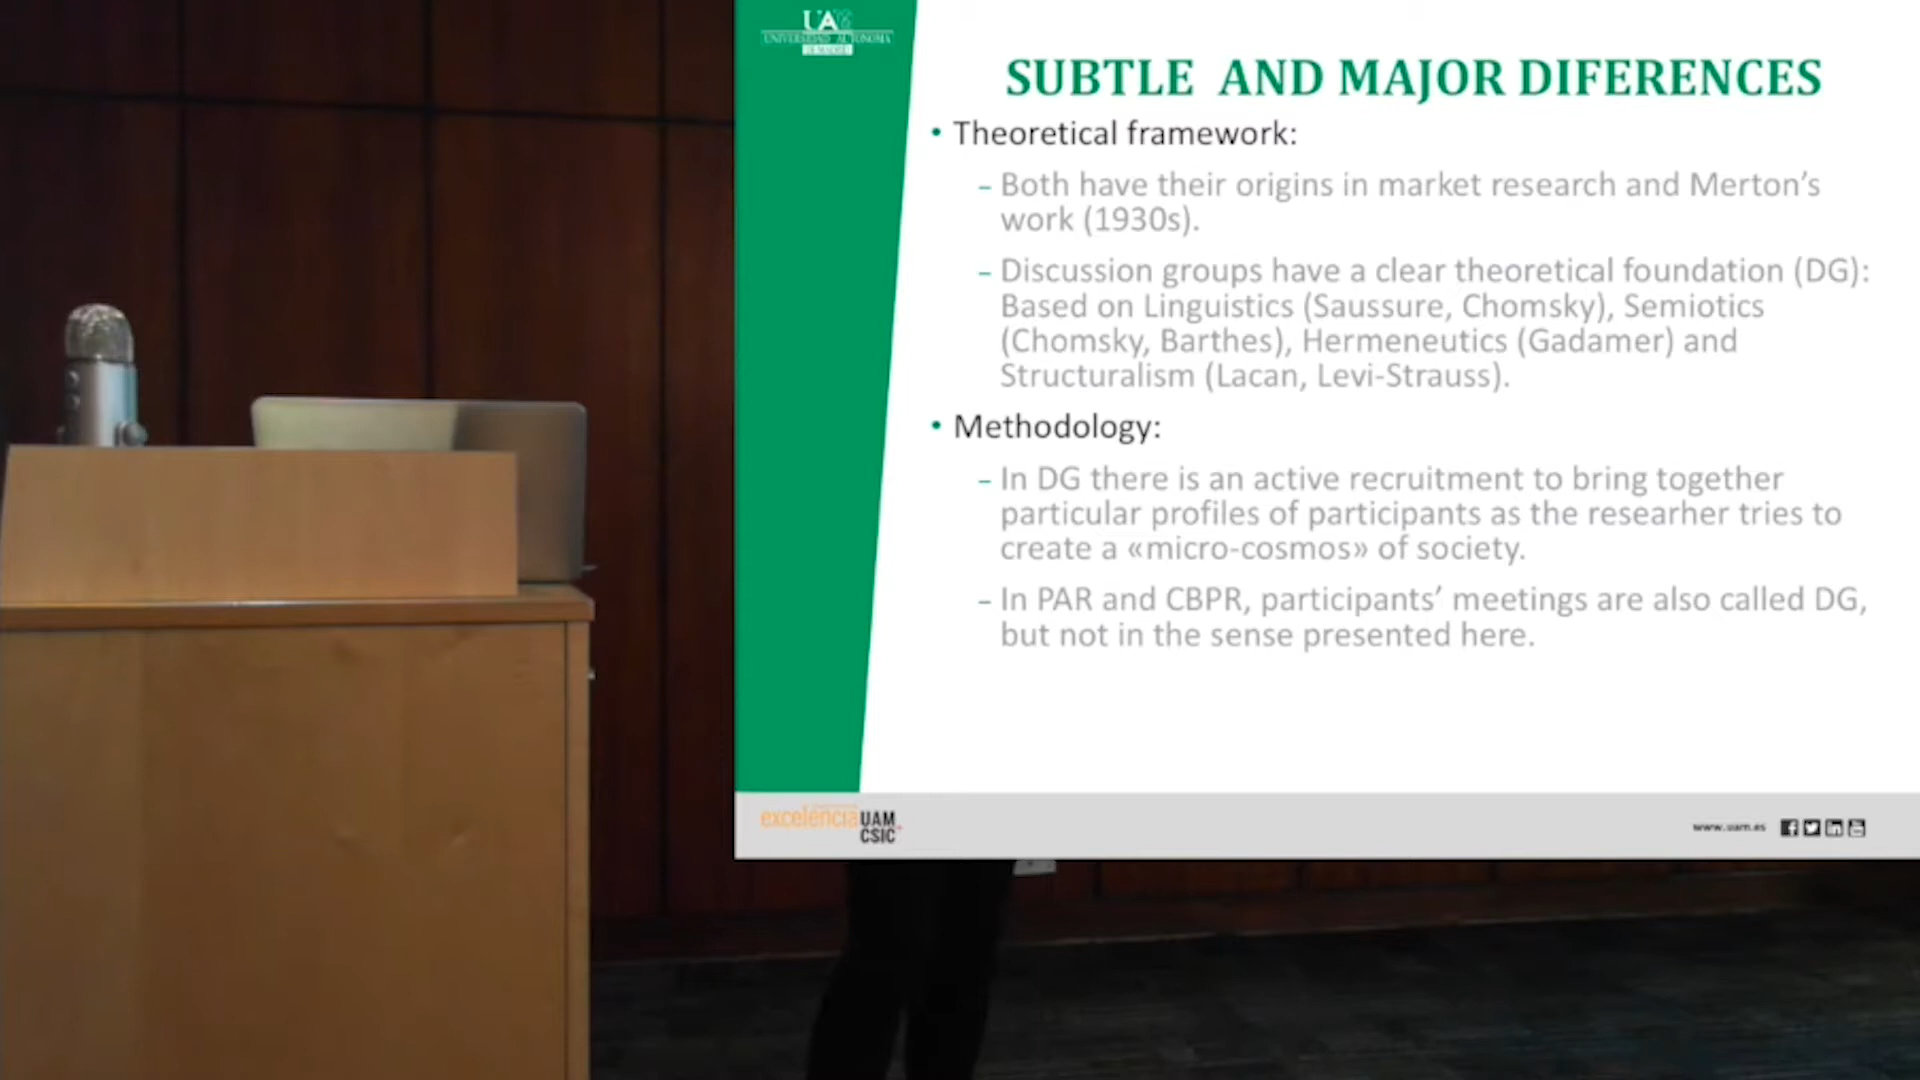 UA
UNIVERSIDAD AUTONOMA
DE MADRID
SUBTLE AND MAJOR DIFERENCES
• Theoretical framework:
– Both have their origins in market research and Merton’s
work (1930s).
– Discussion groups have a clear theoretical foundation (DG):
Based on Linguistics (Saussure, Chomsky), Semiotics
(Chomsky, Barthes), Hermeneutics (Gadamer) and
Structuralism (Lacan, Levi-Strauss).
• Methodology:
– In DG there is an active recruitment to bring together
particular profiles of participants as the researher tries to
create a «micro-cosmos» of society.
– In PAR and CBPR, participants’ meetings are also called DG,
but not in the sense presented here.
excelencia UAM
CSIC
www.uam.es